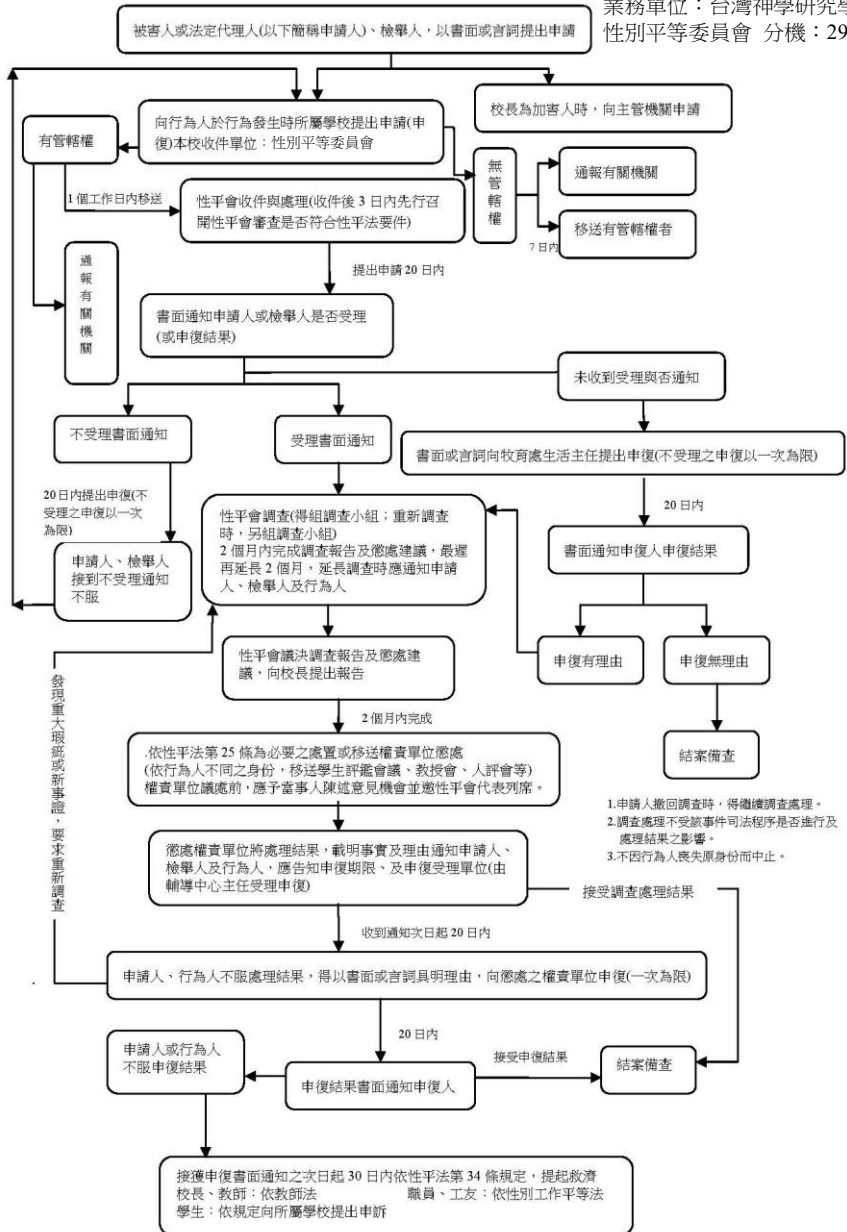 業務單位：台灣神學研究學
性別平等委員會 分機：29
被害人或法定代理人(以下簡稱申請人)、檢舉人，以書面或言詞提出申請
校長為加害人時，向主管機關申請
向行為人於行為發生時所屬學校提出申請(申
復)本校收件單位：性別平等委員會
有管轄權
無管轄權
通報有關機關
移送有管轄權者
7日內
1個工作日內移送
性平會收件與處理(收件後 3 日內先行召
開性平會審查是否符合性平法要件)
通報有關機關
提出申請 20 日內
書面通知申請人或檢舉人是否受理
(或申復結果)
未收到受理與否通知
不受理書面通知
受理書面通知
書面或言詞向牧育處生活主任提出申復(不受理之申復以一次為限)
20日內提出申復(不
受理之申復以一次
為限)
20 日內
性平會調查(得組調查小組；重新調查
時，另組調查小組)
2 個月內完成調查報告及懲處建議，最遲
再延長 2 個月，延長調查時應通知申請
人、檢舉人及行為人
書面通知申復人申復結果
申請人、檢舉人
接到不受理通知
不服
申復有理由
申復無理由
性平會議決調查報告及懲處建
議，向校長提出報告
發現重大瑕疵或新事證，要求重新調查
2 個月內完成
結案備查
.依性平法第 25 條為必要之處置或移送權責單位懲處
(依行為人不同之身份，移送學生評鑑會議、教授會、人評會等)
權責單位議處前，應予當事人陳述意見機會並邀性平會代表列席。
1.申請人撤回調查時，得繼續調查處理。
2.調查處理不受該事件司法程序是否進行及
處理結果之影響。
3.不因行為人喪失原身份而中止。
懲處權責單位將處理結果，載明事實及理由通知申請人、
檢舉人及行為人，應告知申復期限、及申復受理單位(由
輔導中心主任受理申復)
接受調查處理結果
收到通知次日起 20 日內
申請人、行為人不服處理結果，得以書面或言詞具明理由，向懲處之權責單位申復(一次為限)
20 日內
申請人或行為人
不服申復結果
申復結果書面通知申復人
接受申復結果
結案備查
接獲申復書面通知之次日起 30 日內依性平法第 34 條規定，提起救濟
校長、教師：依教師法 職員、工友：依性別工作平等法
學生：依規定向所屬學校提出申訴